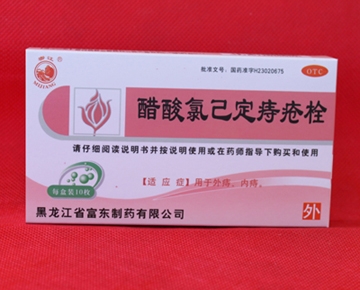 批准文号：国药准字H23020675
OTC
醋酸氯己定痔疮栓
请仔细阅读说明书并按说明使用或在药师指导下购买和使用
【适应症】用于外痔、内痔。
每盒装10枚
黑龙江省富东制药有限公司
外